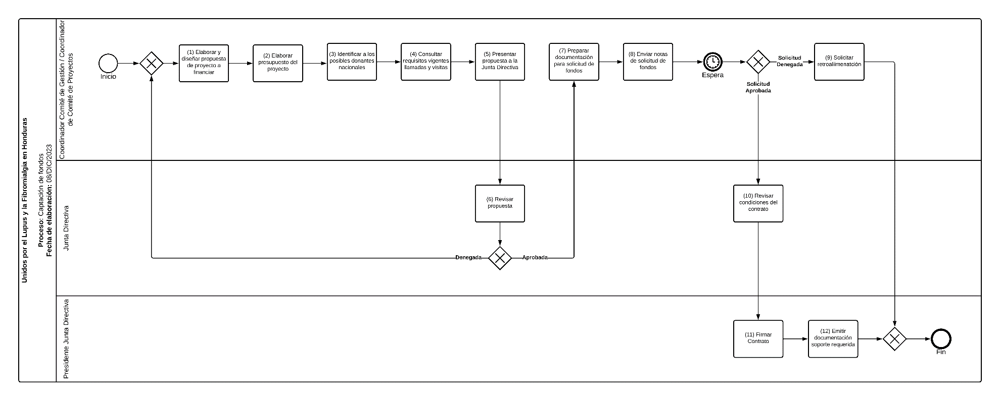 Unidos por el Lupus y la Fibromialgia en Honduras
Proceso: Captación de fondos
Fecha de elaboración: 08/DIC/2023
Coordinador Comité de Gestión / Coordinador
de Comité de Proyectos
Inicio
(1) Elaborar y
diseñar propuesta
de proyecto a
financiar
(2) Elaborar
presupuesto del
proyecto
(3) Identificar a los
posibles donantes
nacionales
(4) Consultar
requisitos vigentes
llamadas y visitas
(5) Presentar
propuesta a la
Junta Directiva
(7) Preparar
documentación
para solicitud de
fondos
(8) Enviar notas
de solicitud de
fondos
Espera
Solicitud
Denegada
Solicitud
Aprobada
(9) Solicitar
retroaliimenatción
Junta Directiva
(6) Revisar
propuesta
Denegada
Aprobada
(10) Revisar
condiciones del
contrato
Presidente Junta Directiva
(11) Firmar
Contrato
(12) Emitir
documentación
soporte requerida
Fin